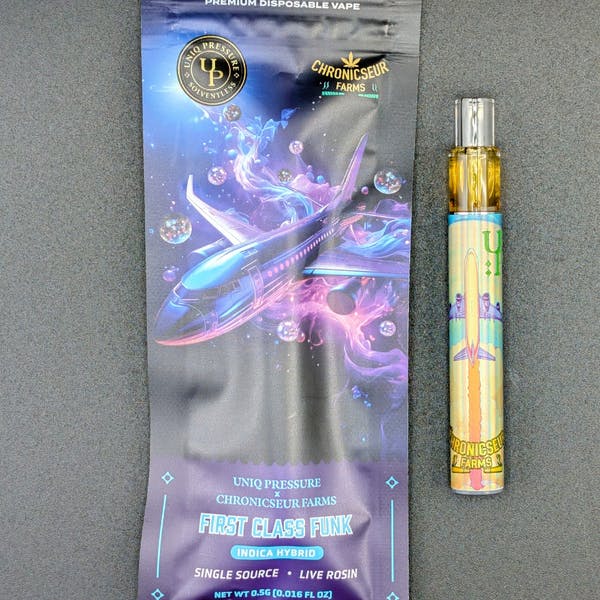 PREMIUM DISPOSABLE VAPE
UNIQ PRESSURE
UP
SOLVENTLESS
CHRONICSEUR
FARMS
UNIQ PRESSURE
x
CHRONICSEUR FARMS
FIRST CLASS FUNK
INDICA HYBRID
SINGLE SOURCE • LIVE ROSIN
NET WT 0.5G (0.016 FL OZ)
UP
CHRONICSEUR
FARMS